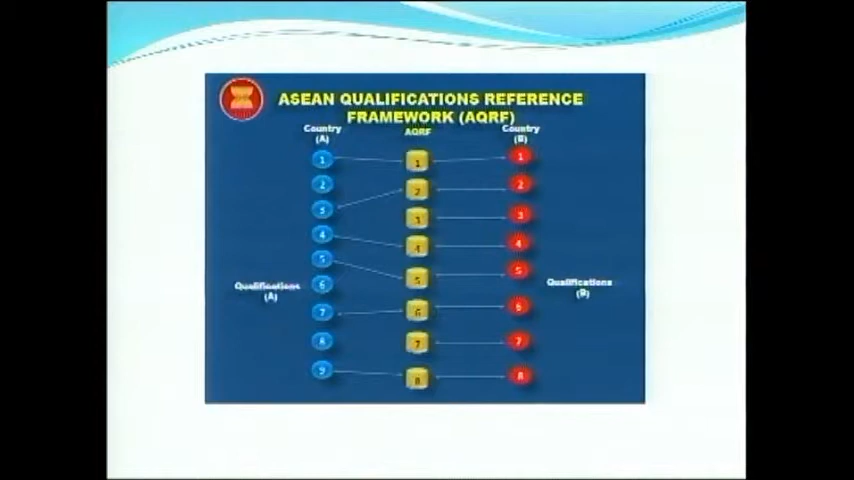 ASEAN QUALIFICATIONS REFERENCE
FRAMEWORK (AQRF)
Country
(A)
AQRF
Country
(B)
1 1 1
2 2 2
3 3 3
4 4 4
5 5 5
6 6 6
7 7 7
8 8 8
9
Qualifications
(A)
Qualifications
(B)